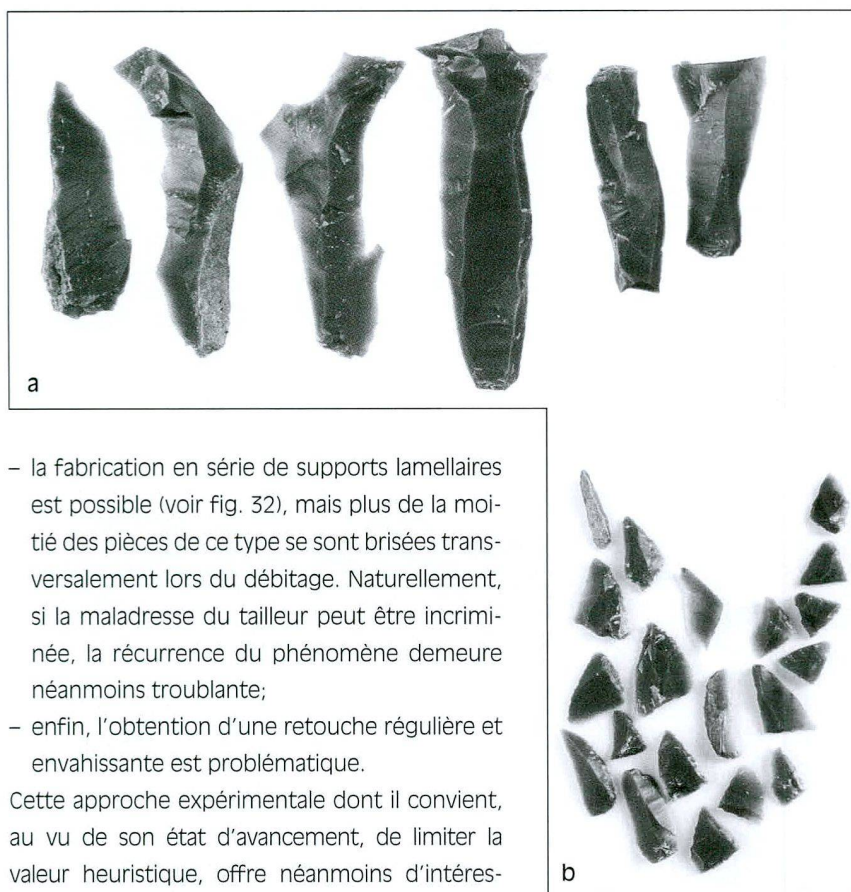 a
– la fabrication en série de supports lamellaires
est possible (voir fig. 32), mais plus de la moi-
tié des pièces de ce type se sont brisées trans-
versalement lors du débitage. Naturellement,
si la maladresse du tailleur peut être incrimi-
née, la récurrence du phénomène demeure
néanmoins troublante;
– enfin, l'obtention d'une retouche régulière et
envahissante est problématique.
Cette approche expérimentale dont il convient,
au vu de son état d'avancement, de limiter la
valeur heuristique, offre néanmoins d'intéres-
b